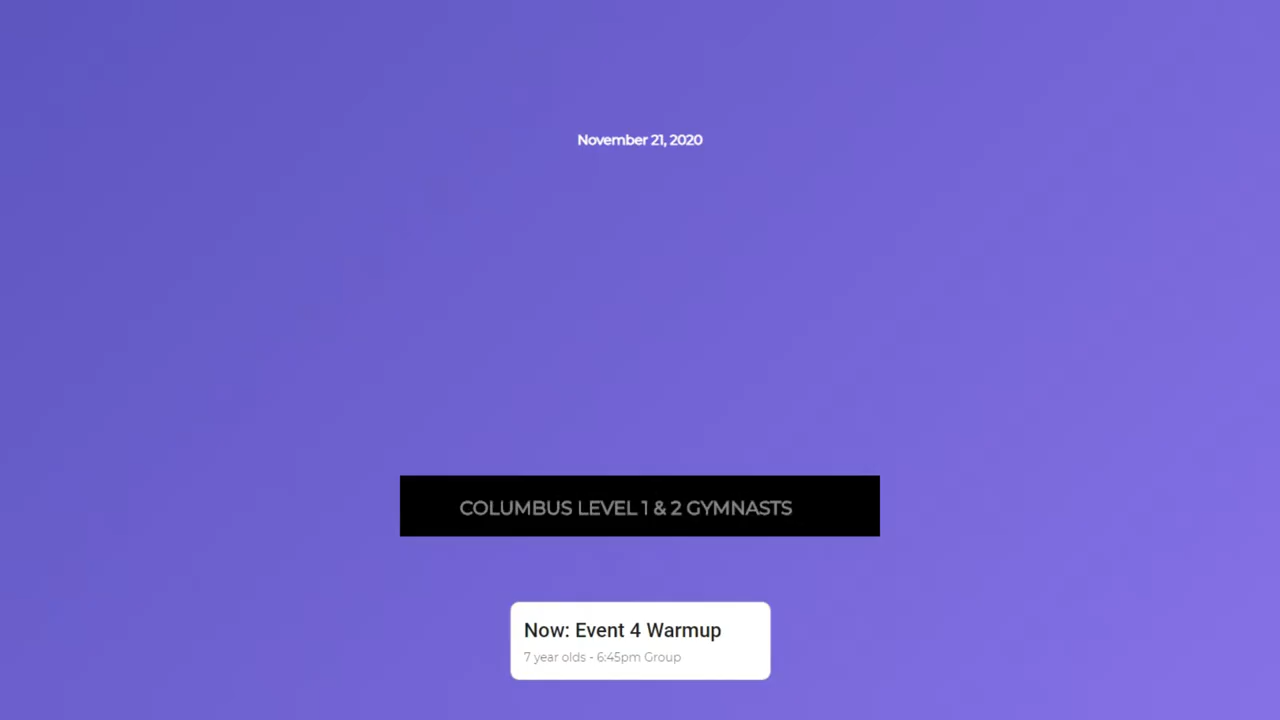 November 21, 2020
COLUMBUS LEVEL 1 & 2 GYMNASTS
Now: Event 4 Warmup
7 year olds - 6:45pm Group